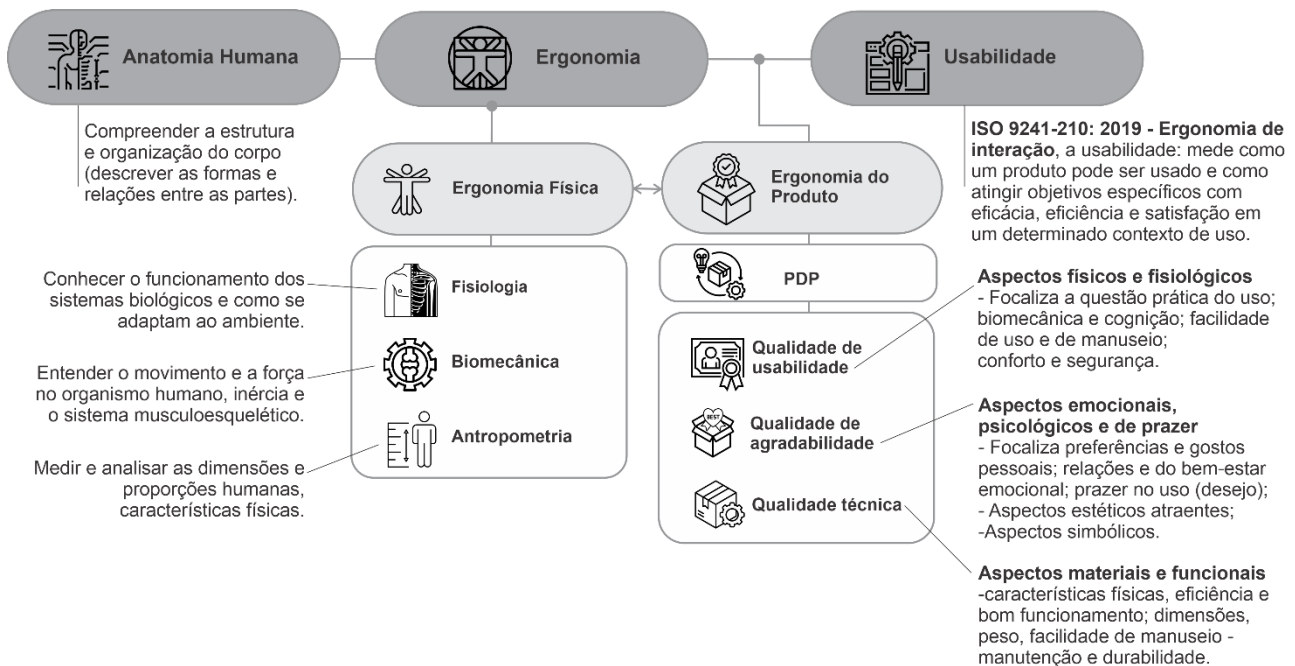 Anatomia Humana
Ergonomia
Usabilidade
Compreender a estrutura
e organização do corpo
(descrever as formas e
relações entre as partes).
Ergonomia Física
Ergonomia do
Produto
ISO 9241-210: 2019 - Ergonomia de
interação, a usabilidade: mede como
um produto pode ser usado e como
atingir objetivos específicos com
eficácia, eficiência e satisfação em
um determinado contexto de uso.
Conhecer o funcionamento dos
sistemas biológicos e como se
adaptam ao ambiente.
Fisiologia
Entender o movimento e a força
no organismo humano, inércia e
o sistema musculoesquelético.
Biomecânica
Medir e analisar as dimensões e
proporções humanas,
características físicas.
Antropometria
PDP
Qualidade de
usabilidade
BEST
Qualidade de
agradabilidade
Qualidade técnica
Aspectos físicos e fisiológicos
- Focaliza a questão prática do uso;
biomecânica e cognição; facilidade
de uso e de manuseio;
conforto e segurança.
Aspectos emocionais,
psicológicos e de prazer
- Focaliza preferências e gostos
pessoais; relações e do bem-estar
emocional; prazer no uso (desejo);
- Aspectos estéticos atraentes;
-Aspectos simbólicos.
Aspectos materiais e funcionais
-características físicas, eficiência e
bom funcionamento; dimensões,
peso, facilidade de manuseio -
manutenção e durabilidade.